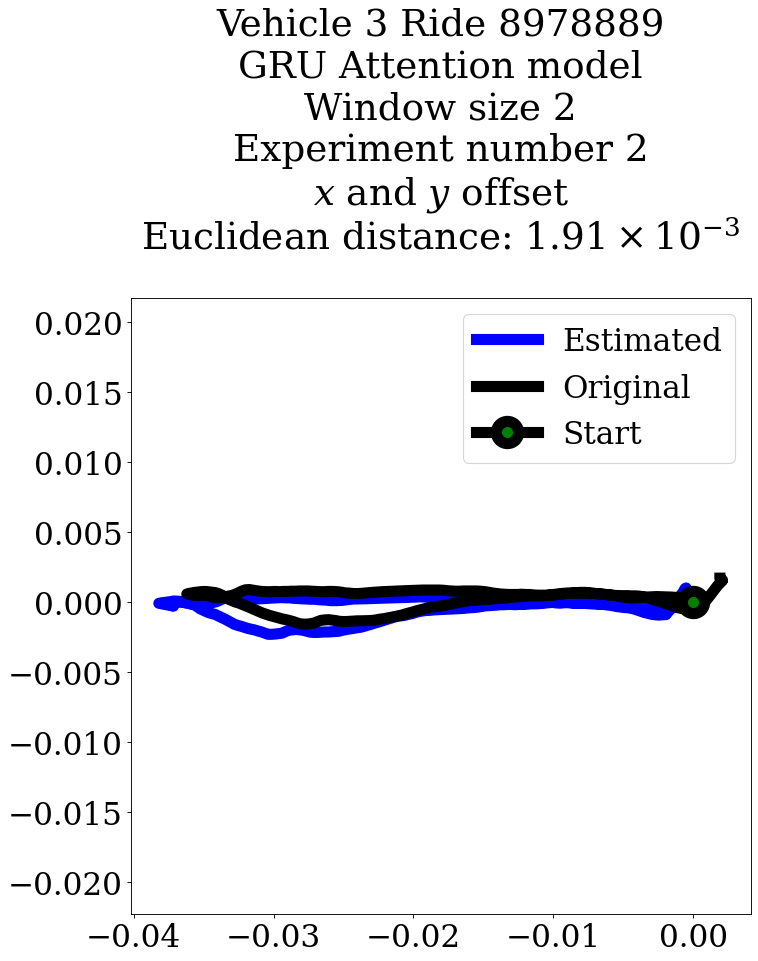 Vehicle 3 Ride 8978889
GRU Attention model
Window size 2
Experiment number 2
x and y offset
Euclidean distance: 1.91 × 10⁻³
Estimated
Original
Start
0.020
0.015
0.010
0.005
0.000
−0.005
−0.010
−0.015
−0.020
−0.04 −0.03 −0.02 −0.01 0.00